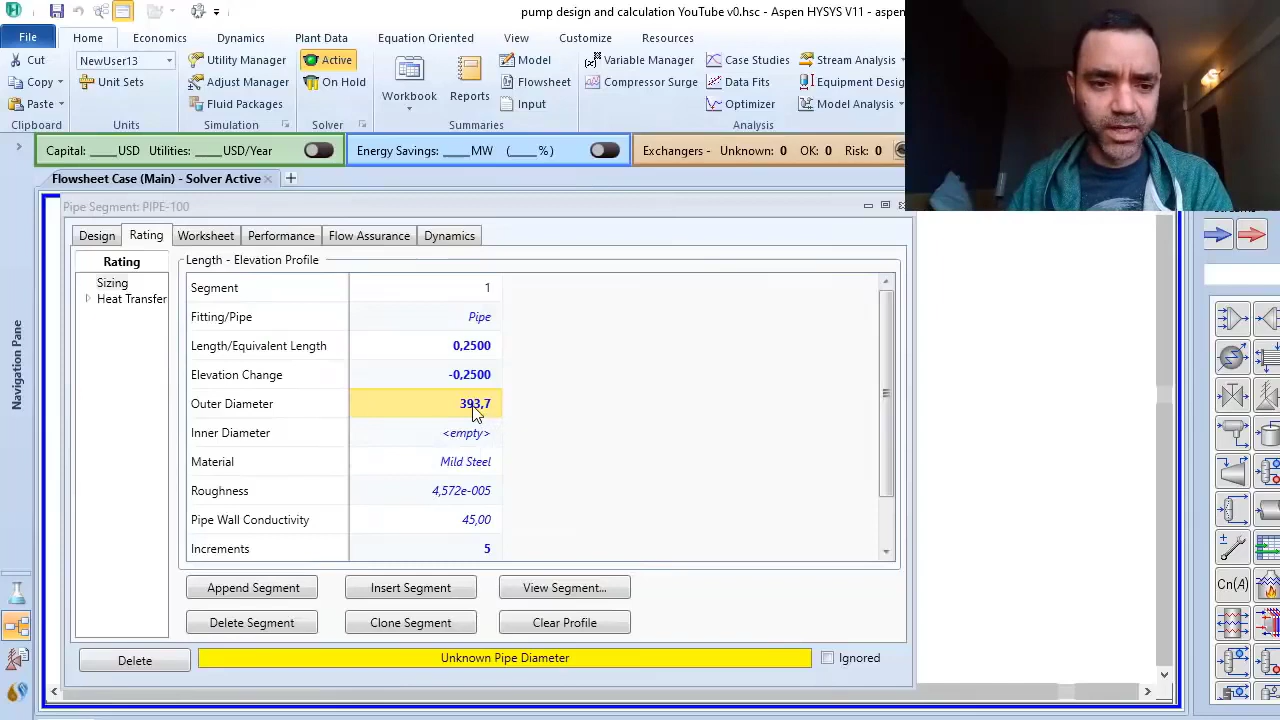 pump design and calculation YouTube v0.hsc - Aspen HYSYS V11 - aspen
File Home Economics Dynamics Plant Data Equation Oriented View Customize Resources
Cut NewUser13 Utility Manager Active Model Variable Manager Case Studies Stream Analysis
Copy Unit Sets Adjust Manager On Hold Workbook Reports Flowsheet Compressor Surge Data Fits Equipment Desig
Paste Fluid Packages Input Optimizer Model Analysis
Clipboard Units Simulation Solver Summaries Analysis
Capital: ____USD Utilities: ____USD/Year Energy Savings: ____MW (____%) Exchangers - Unknown: 0 OK: 0 Risk: 0
Flowsheet Case (Main) - Solver Active × +
Pipe Segment: PIPE-100
Design Rating Worksheet Performance Flow Assurance Dynamics
Rating
Sizing
Heat Transfer
Length - Elevation Profile
Segment 1
Fitting/Pipe Pipe
Length/Equivalent Length 0,2500
Elevation Change -0,2500
Outer Diameter 393,7
Inner Diameter <empty>
Material Mild Steel
Roughness 4,572e-005
Pipe Wall Conductivity 45,00
Increments 5
Append Segment Insert Segment View Segment...
Delete Segment Clone Segment Clear Profile
Delete Unknown Pipe Diameter Ignored
Navigation Pane
Cn(A)